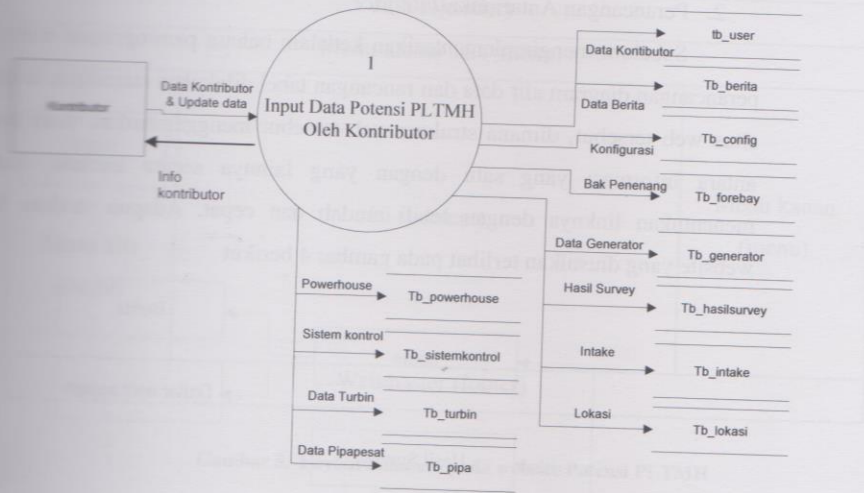 Kontributor
Data Kontributor
& Update data
Info
kontributor
1
Input Data Potensi PLTMH
Oleh Kontributor
Data Kontibutor
tb_user
Data Berita
Tb_berita
Konfigurasi
Tb_config
Bak Penenang
Tb_forebay
Data Generator
Tb_generator
Hasil Survey
Tb_hasilsurvey
Intake
Tb_intake
Lokasi
Tb_lokasi
Powerhouse
Tb_powerhouse
Sistem kontrol
Tb_sistemkontrol
Data Turbin
Tb_turbin
Data Pipapesat
Tb_pipa